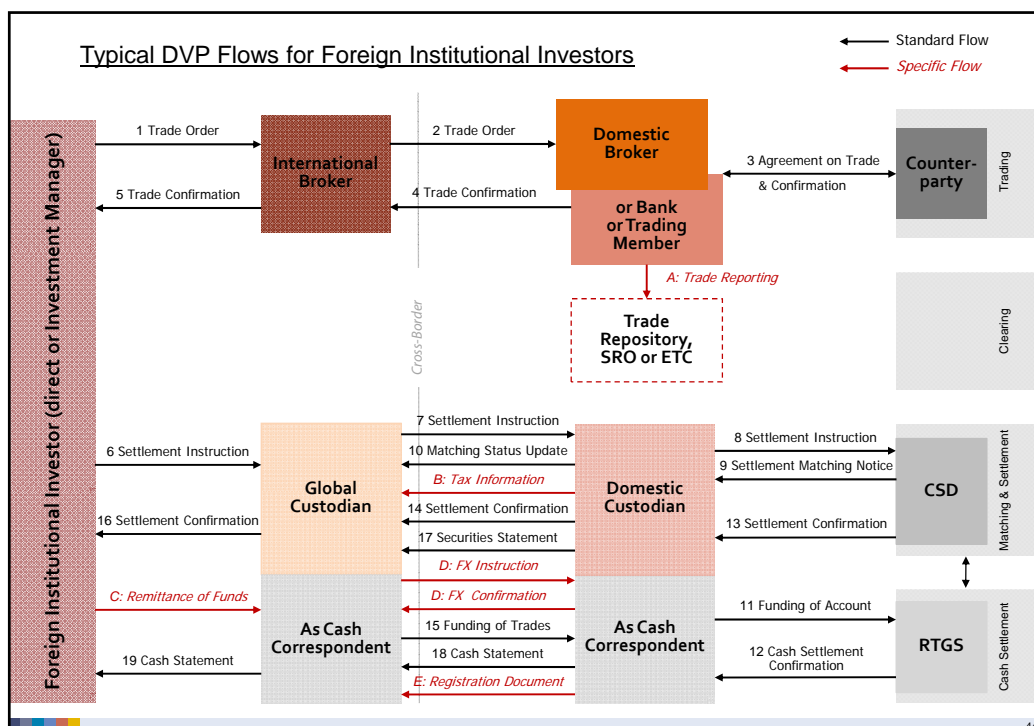 Typical DVP Flows for Foreign Institutional Investors
Standard Flow
Specific Flow
Foreign Institutional Investor (direct or Investment Manager)
1 Trade Order
International
Broker
2 Trade Order
Domestic
Broker
3 Agreement on Trade
& Confirmation
Counter-
party
Trading
5 Trade Confirmation
4 Trade Confirmation
or Bank
or Trading
Member
A: Trade Reporting
Trade
Repository,
SRO or ETC
Clearing
Cross-Border
6 Settlement Instruction
Global
Custodian
7 Settlement Instruction
10 Matching Status Update
B: Tax Information
14 Settlement Confirmation
17 Securities Statement
Domestic
Custodian
8 Settlement Instruction
9 Settlement Matching Notice
CSD
13 Settlement Confirmation
Matching & Settlement
16 Settlement Confirmation
C: Remittance of Funds
D: FX Instruction
D: FX Confirmation
As Cash
Correspondent
15 Funding of Trades
18 Cash Statement
E: Registration Document
As Cash
Correspondent
11 Funding of Account
12 Cash Settlement
Confirmation
RTGS
Cash Settlement
19 Cash Statement